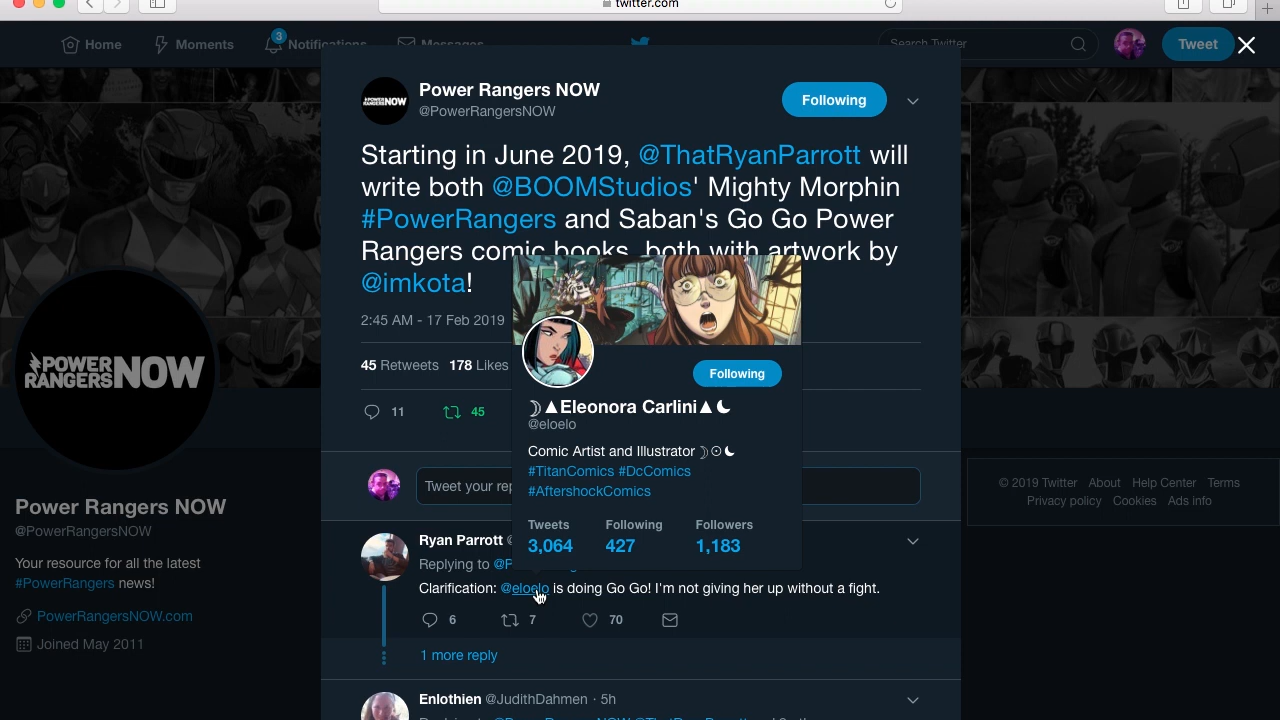 twitter.com
Home
Moments
3
Notifications
Messages
Search Twitter
Tweet
Power Rangers NOW
@PowerRangersNOW
Following
Starting in June 2019, @ThatRyanParrott will
write both @BOOMStudios' Mighty Morphin
#PowerRangers and Saban's Go Go Power
Rangers comic books, both with artwork by
@imkota!
2:45 AM - 17 Feb 2019
45 Retweets 178 Likes
11
45
Following
☽▲Eleonora Carlini▲☾
@eloelo
Comic Artist and Illustrator ☽☉☾
#TitanComics #DcComics
#AftershockComics
Tweets Following Followers
3,064 427 1,183
Tweet your
Ryan Parrott
Replying to
Clarification: @eloelo is doing Go Go! I'm not giving her up without a fight.
6
7
70
1 more reply
Enlothien @JudithDahmen · 5h
POWER
RANGERS NOW
POWER
RANGERS NOW
Power Rangers NOW
@PowerRangersNOW
Your resource for all the latest
#PowerRangers news!
PowerRangersNOW.com
Joined May 2011
© 2019 Twitter About Help Center Terms
Privacy policy Cookies Ads info